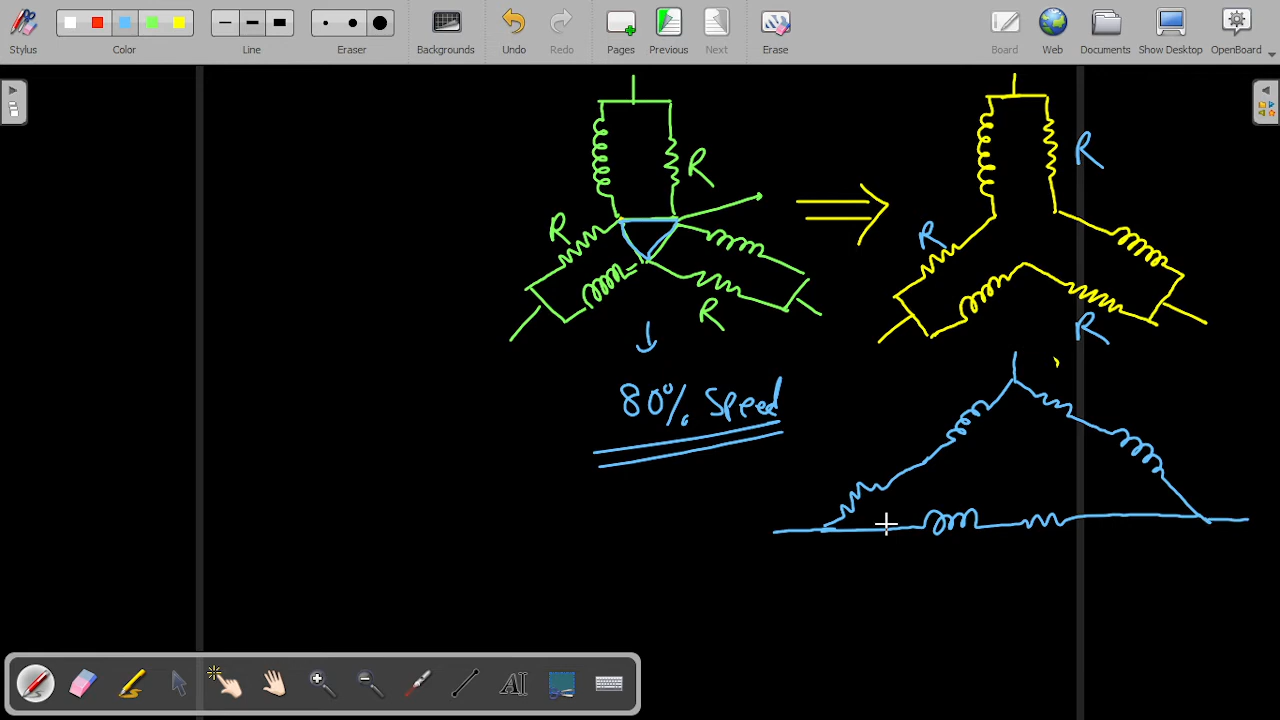 Stylus Color Line Eraser Backgrounds Undo Redo Pages Previous Next Erase Board Web Documents Show Desktop OpenBoard
R
R
R
R
R
R
80% Speed
AI